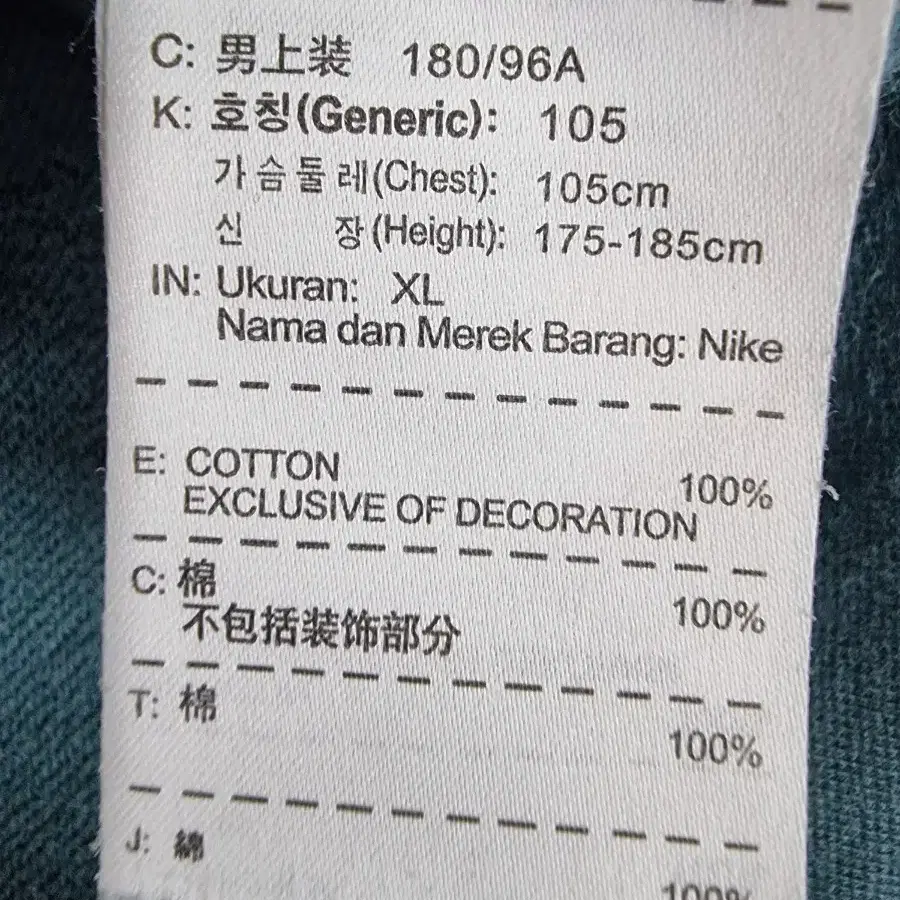 C: 男上装 180/96A
K: 호칭(Generic): 105
가슴둘레(Chest): 105cm
신 장(Height): 175-185cm
IN: Ukuran: XL
Nama dan Merek Barang: Nike
E: COTTON 100%
EXCLUSIVE OF DECORATION
C: 棉 100%
不包括装饰部分
T: 棉 100%
J: 綿 100%